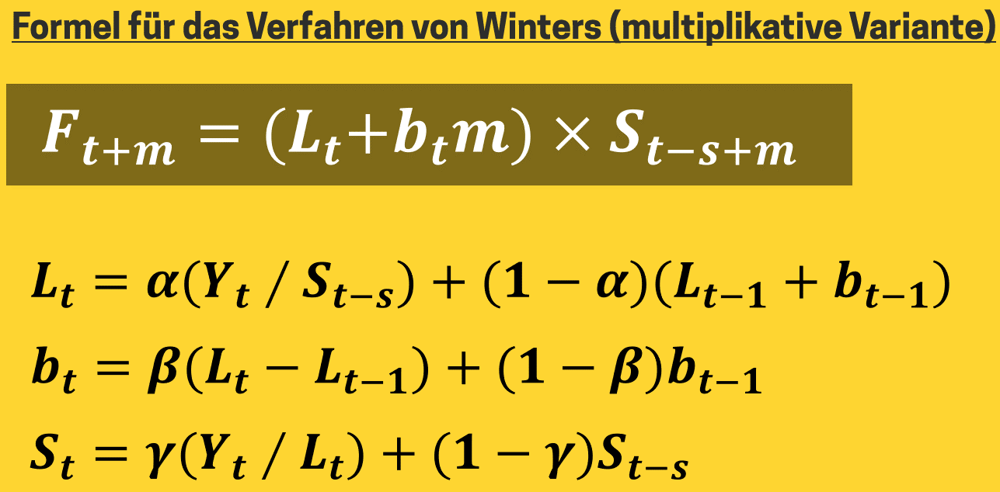 Formel für das Verfahren von Winters (multiplikative Variante)
F_{t+m} = (L_t+b_tm) × S_{t−s+m}
L_t = α(Y_t / S_{t−s}) + (1 − α)(L_{t−1} + b_{t−1})
b_t = β(L_t − L_{t−1}) + (1 − β)b_{t−1}
S_t = γ(Y_t / L_t) + (1 − γ)S_{t−s}